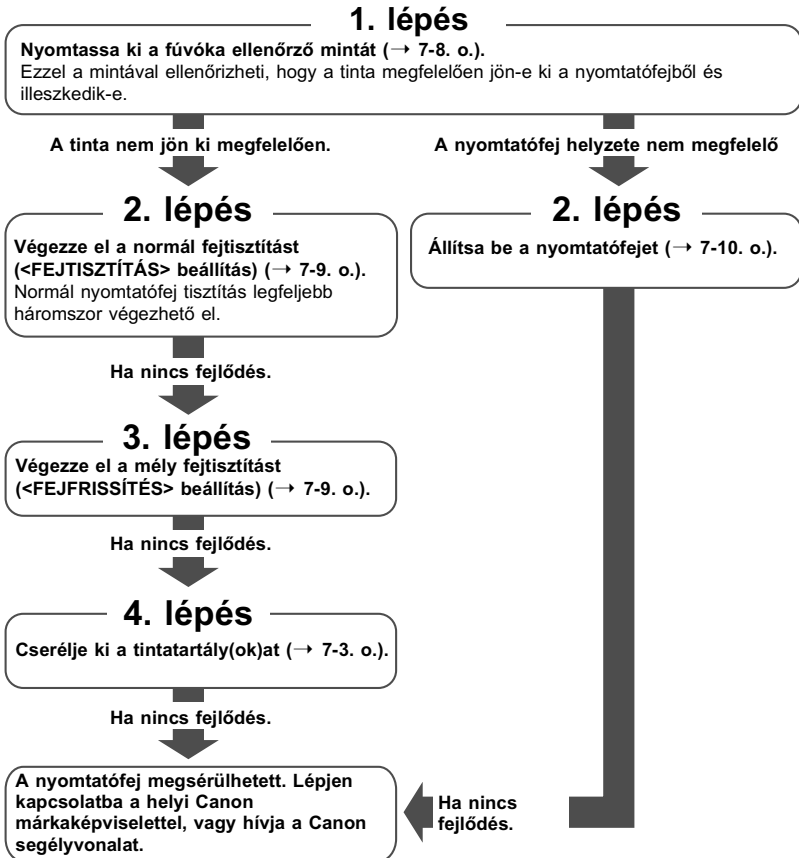 1. lépés
Nyomtassa ki a fúvóka ellenőrző mintát (→ 7-8. o.).
Ezzel a mintával ellenőrizheti, hogy a tinta megfelelően jön-e ki a nyomtatófejből és
illeszkedik-e.
A tinta nem jön ki megfelelően.
A nyomtatófej helyzete nem megfelelő
2. lépés
Végezze el a normál fejtisztítást
(<FEJTISZTÍTÁS> beállítás) (→ 7-9. o.).
Normál nyomtatófej tisztítás legfeljebb
háromszor végezhető el.
2. lépés
Állítsa be a nyomtatófejet (→ 7-10. o.).
Ha nincs fejlődés.
3. lépés
Végezze el a mély fejtisztítást
(<FEJFRISSÍTÉS> beállítás) (→ 7-9. o.).
Ha nincs fejlődés.
4. lépés
Cserélje ki a tintatartály(ok)at (→ 7-3. o.).
Ha nincs fejlődés.
A nyomtatófej megsérülhetett. Lépjen
kapcsolatba a helyi Canon
márkaképviselettel, vagy hívja a Canon
segélyvonalat.
Ha nincs
fejlődés.